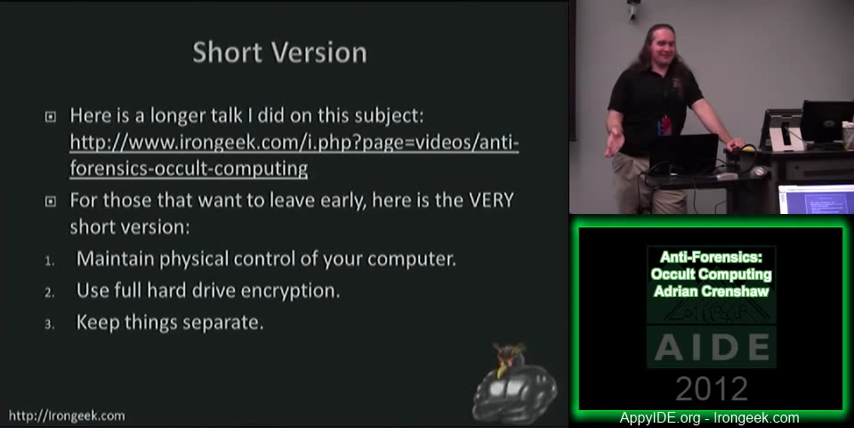 Short Version
Here is a longer talk I did on this subject:
http://www.irongeek.com/i.php?page=videos/anti-
forensics-occult-computing
For those that want to leave early, here is the VERY
short version:
1. Maintain physical control of your computer.
2. Use full hard drive encryption.
3. Keep things separate.
http://Irongeek.com
Anti-Forensics:
Occult Computing
Adrian Crenshaw
AIDE
2012
AppyIDE.org - Irongeek.com